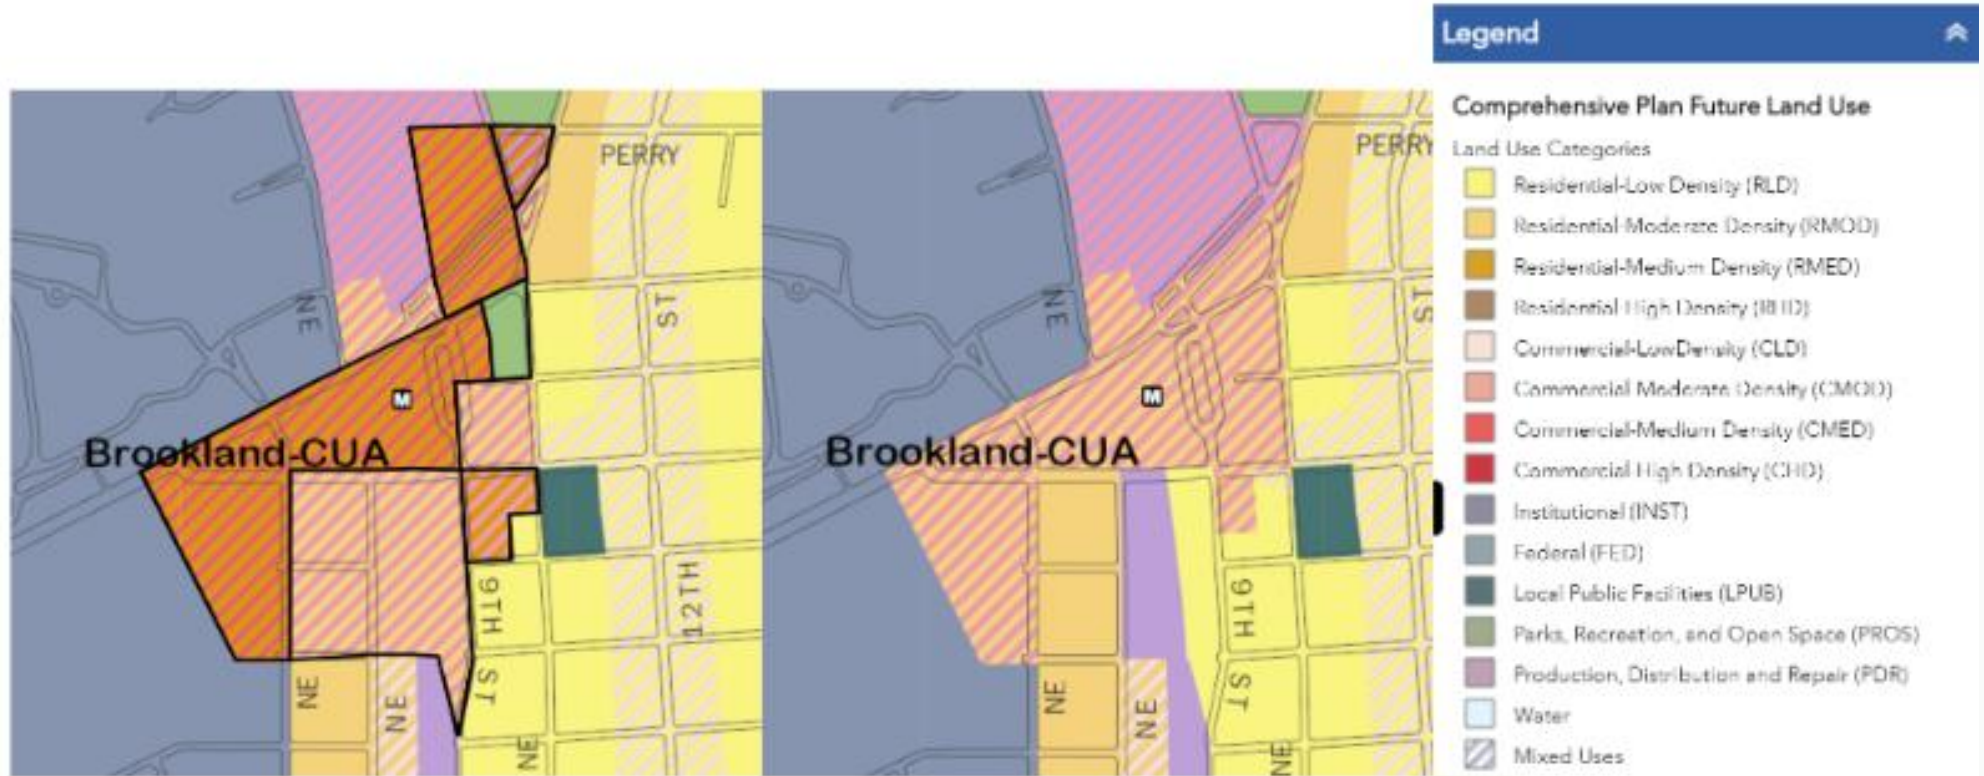 Legend
Comprehensive Plan Future Land Use
Land Use Categories
Residential-Low Density (RLD)
Residential-Moderate Density (RMOD)
Residential-Medium Density (RMED)
Residential-High Density (RHD)
Commercial-LowDensity (CLD)
Commercial-Moderate Density (CMOD)
Commercial-Medium Density (CMED)
Commercial-High Density (CHD)
Institutional (INST)
Federal (FED)
Local Public Facilities (LPUB)
Parks, Recreation, and Open Space (PROS)
Production, Distribution and Repair (PDR)
Water
Mixed Uses
PERRY
NE
ST
M
Brookland-CUA
9TH
ST
12TH
NE
NE
NE
PERRY
NE
ST
M
Brookland-CUA
9TH
ST
NE
NE
NE